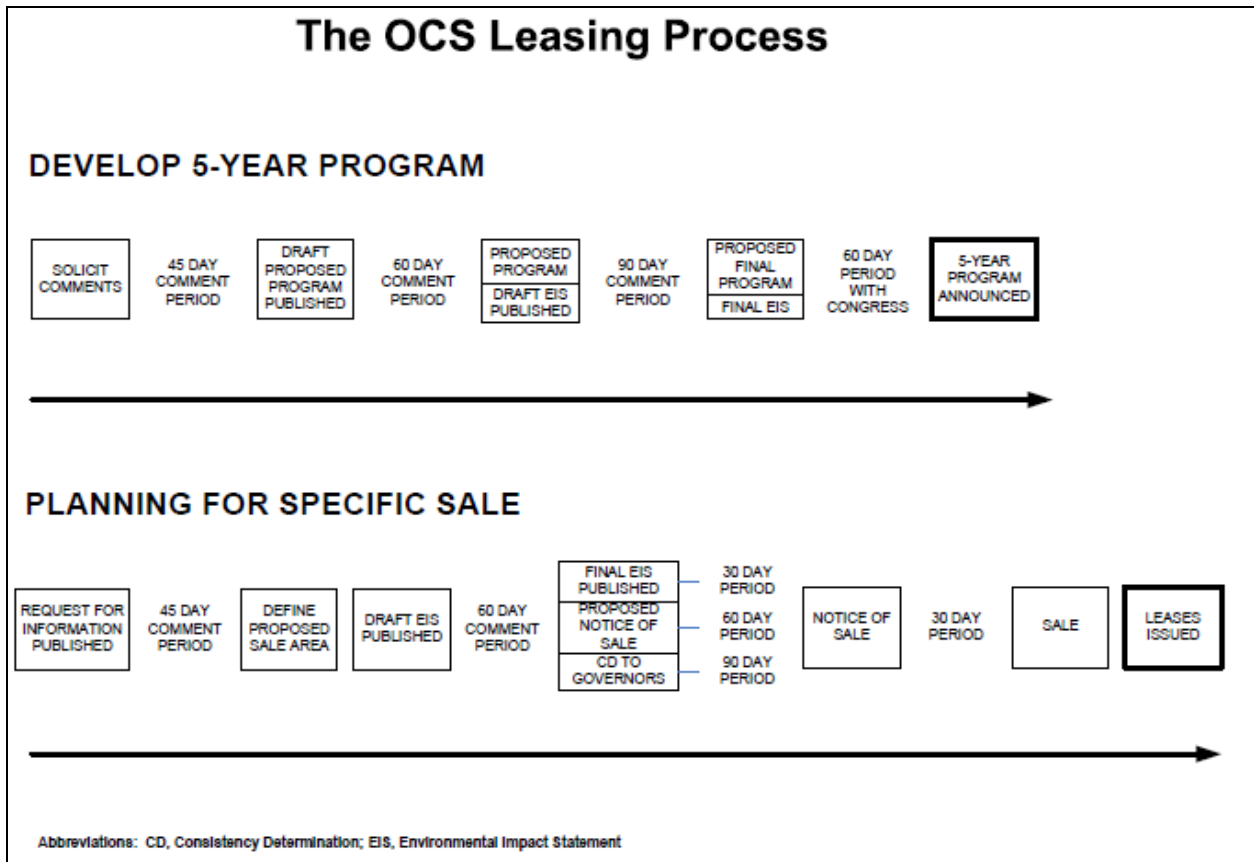 The OCS Leasing Process
DEVELOP 5-YEAR PROGRAM
SOLICIT
COMMENTS
45 DAY
COMMENT
PERIOD
DRAFT
PROPOSED
PROGRAM
PUBLISHED
60 DAY
COMMENT
PERIOD
PROPOSED
PROGRAM
DRAFT EIS
PUBLISHED
90 DAY
COMMENT
PERIOD
PROPOSED
FINAL
PROGRAM
FINAL EIS
60 DAY
PERIOD
WITH
CONGRESS
5-YEAR
PROGRAM
ANNOUNCED
PLANNING FOR SPECIFIC SALE
REQUEST FOR
INFORMATION
PUBLISHED
45 DAY
COMMENT
PERIOD
DEFINE
PROPOSED
SALE AREA
DRAFT EIS
PUBLISHED
60 DAY
COMMENT
PERIOD
FINAL EIS
PUBLISHED
30 DAY
PERIOD
PROPOSED
NOTICE OF
SALE
60 DAY
PERIOD
CD TO
GOVERNORS
90 DAY
PERIOD
NOTICE OF
SALE
30 DAY
PERIOD
SALE
LEASES
ISSUED
Abbreviations: CD, Consistency Determination; EIS, Environmental Impact Statement